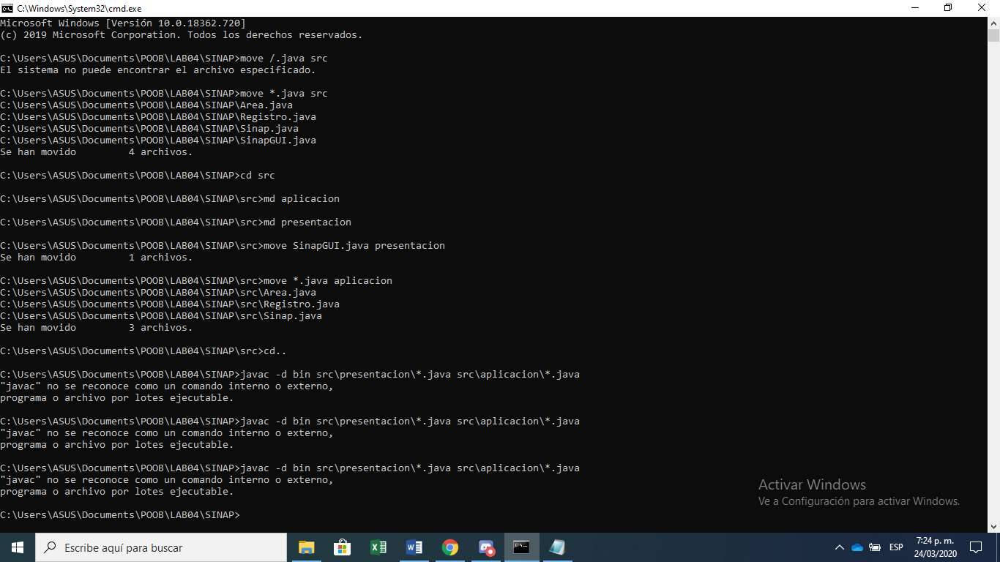 C:\Windows\System32\cmd.exe
Microsoft Windows [Versión 10.0.18362.720]
(c) 2019 Microsoft Corporation. Todos los derechos reservados.
C:\Users\ASUS\Documents\POOB\LAB04\SINAP>move /.java src
El sistema no puede encontrar el archivo especificado.
C:\Users\ASUS\Documents\POOB\LAB04\SINAP>move *.java src
C:\Users\ASUS\Documents\POOB\LAB04\SINAP\Area.java
C:\Users\ASUS\Documents\POOB\LAB04\SINAP\Registro.java
C:\Users\ASUS\Documents\POOB\LAB04\SINAP\Sinap.java
C:\Users\ASUS\Documents\POOB\LAB04\SINAP\SinapGUI.java
Se han movido         4 archivos.
C:\Users\ASUS\Documents\POOB\LAB04\SINAP>cd src
C:\Users\ASUS\Documents\POOB\LAB04\SINAP\src>md aplicacion
C:\Users\ASUS\Documents\POOB\LAB04\SINAP\src>md presentacion
C:\Users\ASUS\Documents\POOB\LAB04\SINAP\src>move SinapGUI.java presentacion
Se han movido         1 archivos.
C:\Users\ASUS\Documents\POOB\LAB04\SINAP\src>move *.java aplicacion
C:\Users\ASUS\Documents\POOB\LAB04\SINAP\src\Area.java
C:\Users\ASUS\Documents\POOB\LAB04\SINAP\src\Registro.java
C:\Users\ASUS\Documents\POOB\LAB04\SINAP\src\Sinap.java
Se han movido         3 archivos.
C:\Users\ASUS\Documents\POOB\LAB04\SINAP\src>cd..
C:\Users\ASUS\Documents\POOB\LAB04\SINAP>javac -d bin src\presentacion\*.java src\aplicacion\*.java
"javac" no se reconoce como un comando interno o externo,
programa o archivo por lotes ejecutable.
C:\Users\ASUS\Documents\POOB\LAB04\SINAP>javac -d bin src\presentacion\*.java src\aplicacion\*.java
"javac" no se reconoce como un comando interno o externo,
programa o archivo por lotes ejecutable.
C:\Users\ASUS\Documents\POOB\LAB04\SINAP>javac -d bin src\presentacion\*.java src\aplicacion\*.java
"javac" no se reconoce como un comando interno o externo,
programa o archivo por lotes ejecutable.
C:\Users\ASUS\Documents\POOB\LAB04\SINAP>
Activar Windows
Ve a Configuración para activar Windows.
Escribe aquí para buscar
ESP
7:24 p. m.
24/03/2020